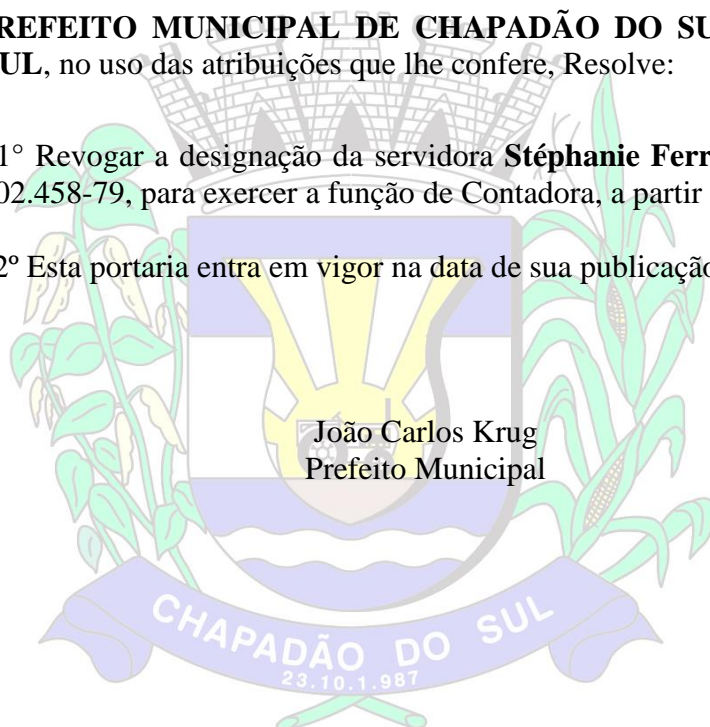 REFEITO MUNICIPAL DE CHAPADÃO DO SU
SUL, no uso das atribuições que lhe confere, Resolve:
1° Revogar a designação da servidora Stéphanie Ferr
02.458-79, para exercer a função de Contadora, a partir
2º Esta portaria entra em vigor na data de sua publicação
João Carlos Krug
Prefeito Municipal
CHAPADÃO DO SUL
23.10.1.987